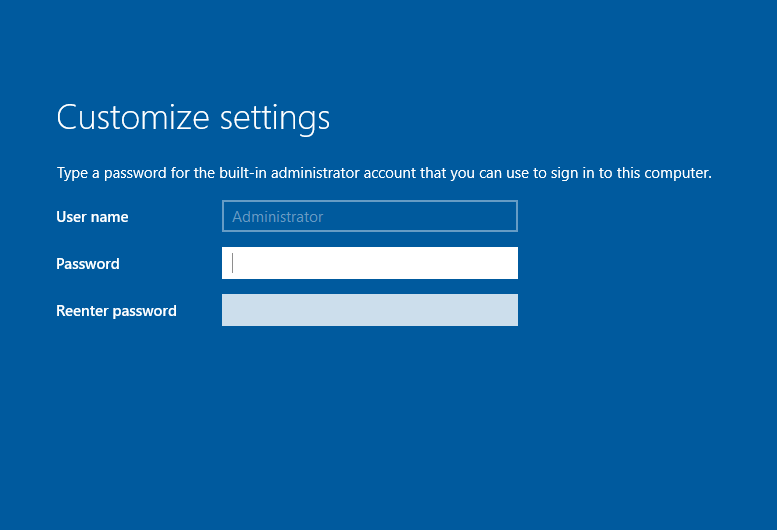 Customize settings
Type a password for the built-in administrator account that you can use to sign in to this computer.
User name Administrator
Password
Reenter password